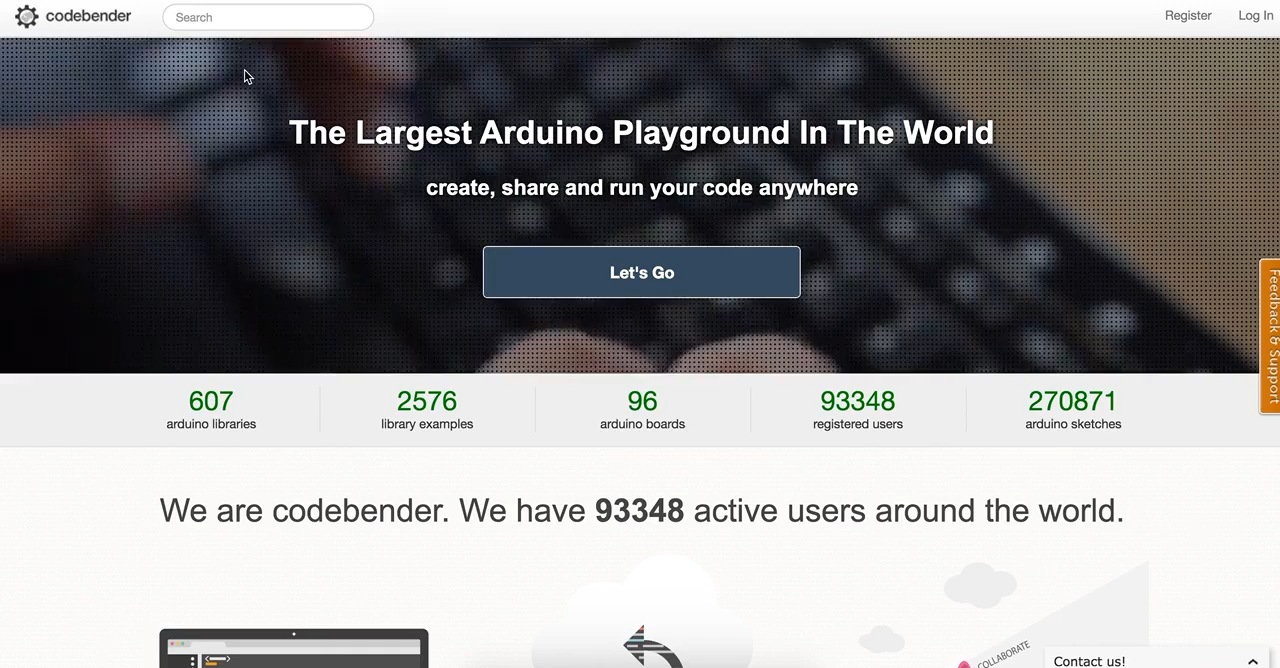 codebender
Search
Register
Log In
The Largest Arduino Playground In The World
create, share and run your code anywhere
Let's Go
Feedback & Support
607
arduino libraries
2576
library examples
96
arduino boards
93348
registered users
270871
arduino sketches
We are codebender. We have 93348 active users around the world.
COLLABORATE
Contact us!